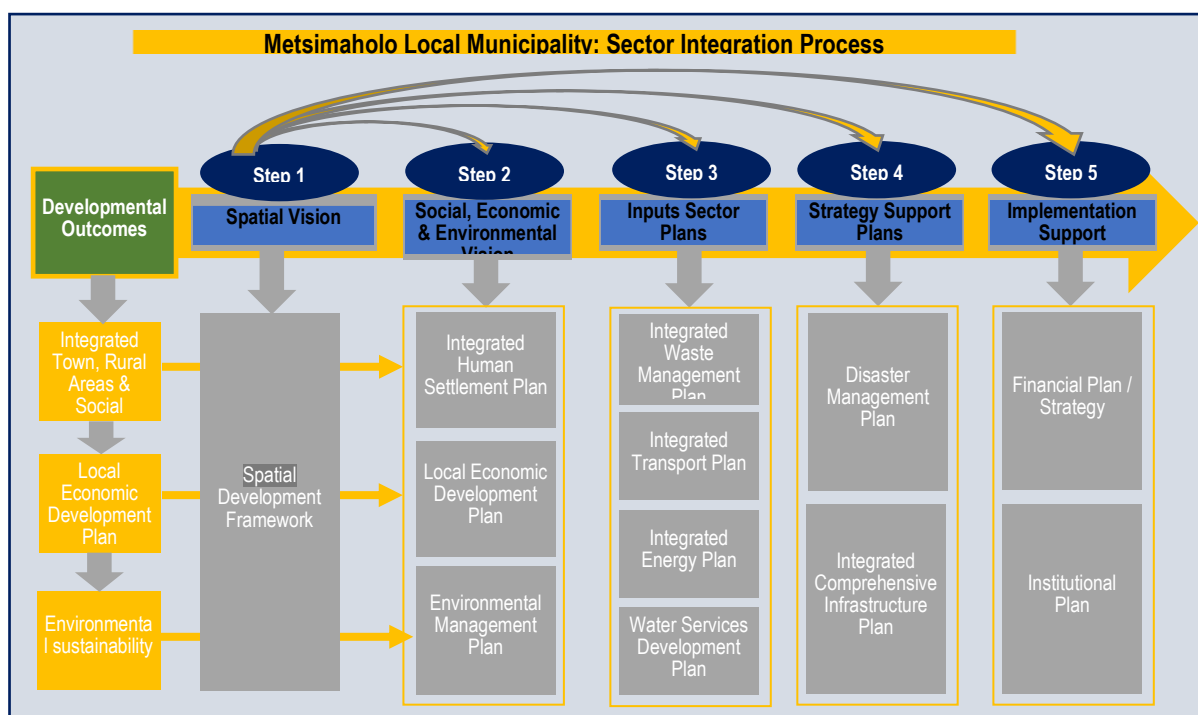 Metsimaholo Local Municipality: Sector Integration Process
Step 1
Step 2
Step 3
Step 4
Step 5
Developmental
Outcomes
Spatial Vision
Social, Economic
& Environmental
Vision
Inputs Sector
Plans
Strategy Support
Plans
Implementation
Support
Integrated
Town, Rural
Areas &
Social
Local
Economic
Development
Plan
Environmenta
l sustainability
Spatial
Development
Framework
Integrated
Human
Settlement Plan
Local Economic
Development Plan
Environmental
Management
Plan
Integrated
Waste
Management
Plan
Integrated
Transport Plan
Integrated
Energy Plan
Water Services
Development
Plan
Disaster
Management
Plan
Integrated
Comprehensive
Infrastructure
Plan
Financial Plan /
Strategy
Institutional
Plan